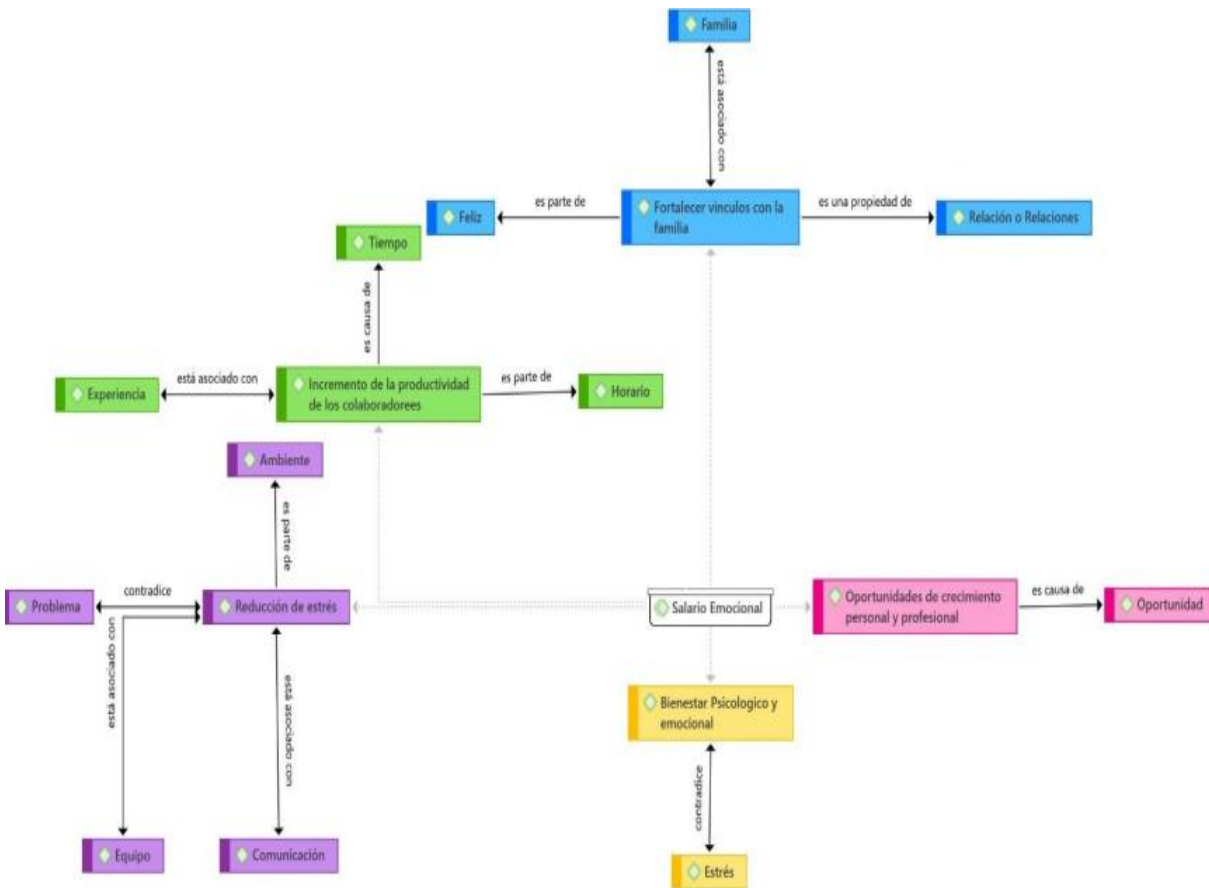 Familia
está asociado con
es parte de
Fortalecer vinculos con la
familia
es una propiedad de
Feliz
Relación o Relaciones
Tiempo
es causa de
Experiencia
está asociado con
Incremento de la productividad
de los colaboradorees
es parte de
Horario
Ambiente
es parte de
Problema
contradice
Reducción de estrés
Salario Emocional
Oportunidades de crecimiento
personal y profesional
es causa de
Oportunidad
está asociado con
está asociado con
Bienestar Psicologico y
emocional
contradice
Equipo
Comunicación
Estrés